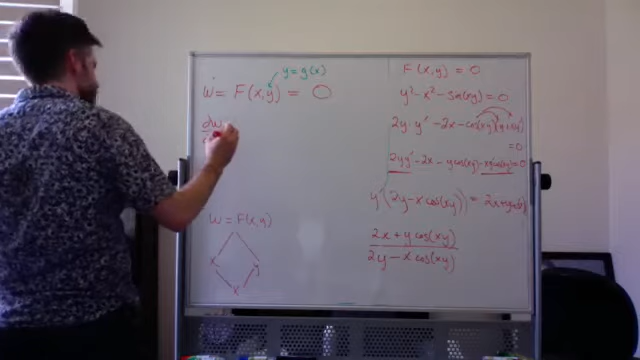 y = g(x)
W = F(x,y) = 0
dw
W = F(x,y)
x y
x
F(x,y) = 0
y² - x² - sin(xy) = 0
2y·y' - 2x - cos(xy)(y + xy')
= 0
2yy' - 2x - ycos(xy) - xy'cos(xy) = 0
y'(2y - x cos(xy)) = 2x + ycos(xy)
2x + y cos(xy)
2y - x cos(xy)